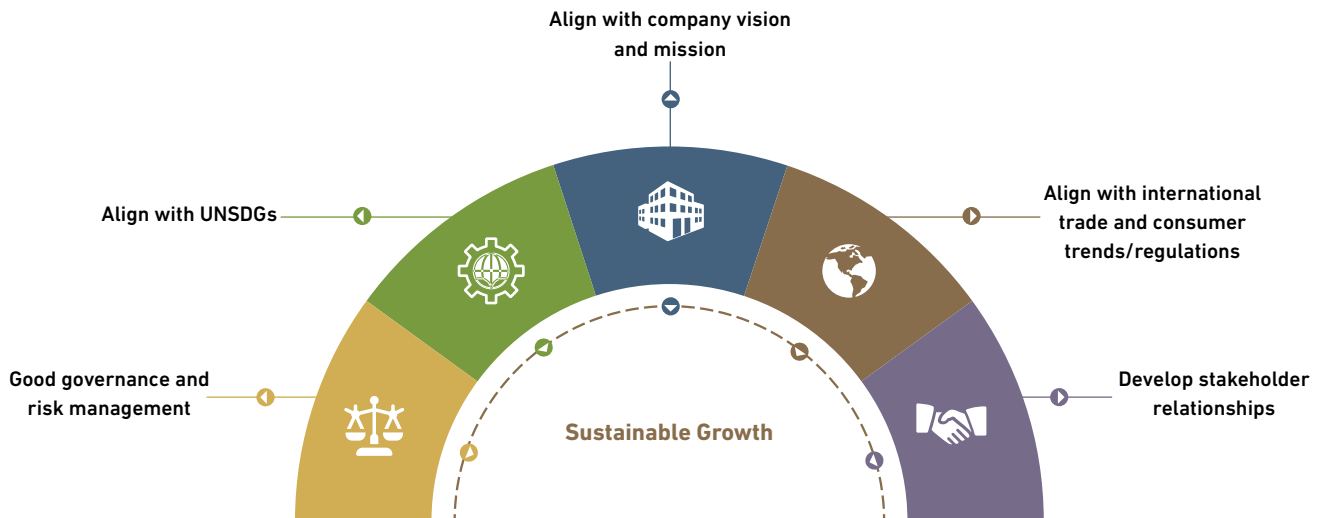 Align with company vision
and mission
Align with UNSDGs
Align with international
trade and consumer
trends/regulations
Good governance and
risk management
Develop stakeholder
relationships
Sustainable Growth